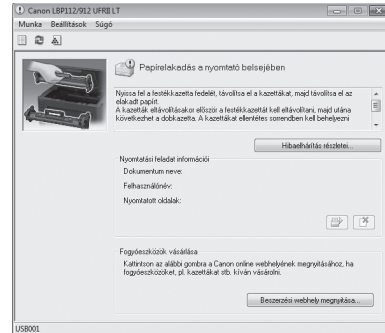 Canon LBP112/912 UFRII LT
Munka Beállítások Súgó
Papírelakadás a nyomtató belsejében
Nyissa fel a festékkazetta fedelét, távolítsa el a kazettákat, majd távolítsa el az
elakadt papírt.
A kazetták eltávolításakor először a festékkazettát kell eltávolítani, majd utána
következhet a dobkazetta. A kazettákat ellentétes sorrendben kell behelyezni
Hibaelhárítás részletei...
Nyomtatási feladat információi
Dokumentum neve:
Felhasználónév:
Nyomtatott oldalak:
Fogyóeszközök vásárlása
Kattintson az alábbi gombra a Canon online webhelyének megnyitásához, ha
fogyóeszközöket, pl. kazettákat stb. kíván vásárolni.
Beszerzési webhely megnyitása...
USB001